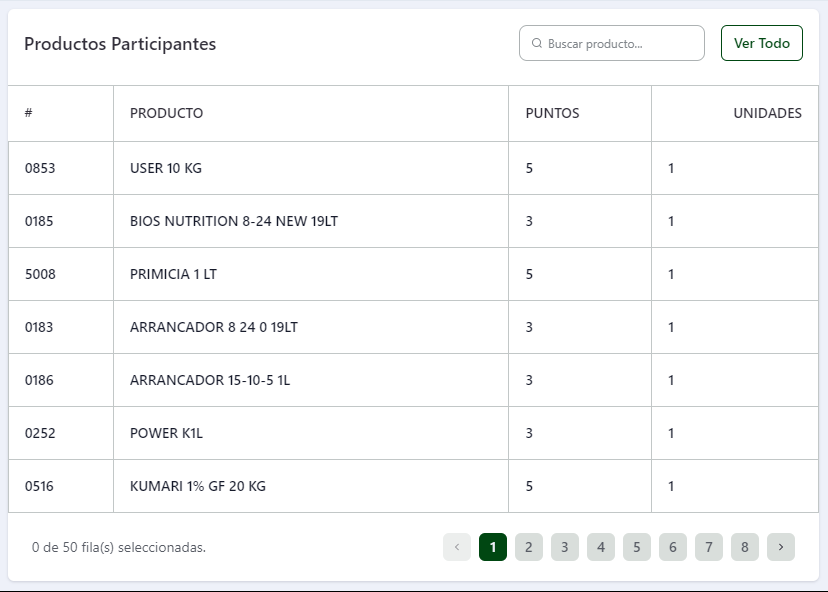 Productos Participantes
Buscar producto...
Ver Todo
# PRODUCTO PUNTOS UNIDADES
0853 USER 10 KG 5 1
0185 BIOS NUTRITION 8-24 NEW 19LT 3 1
5008 PRIMICIA 1 LT 5 1
0183 ARRANCADOR 8 24 0 19LT 3 1
0186 ARRANCADOR 15-10-5 1L 3 1
0252 POWER K1L 3 1
0516 KUMARI 1% GF 20 KG 5 1
0 de 50 fila(s) seleccionadas.
‹ 1 2 3 4 5 6 7 8 ›